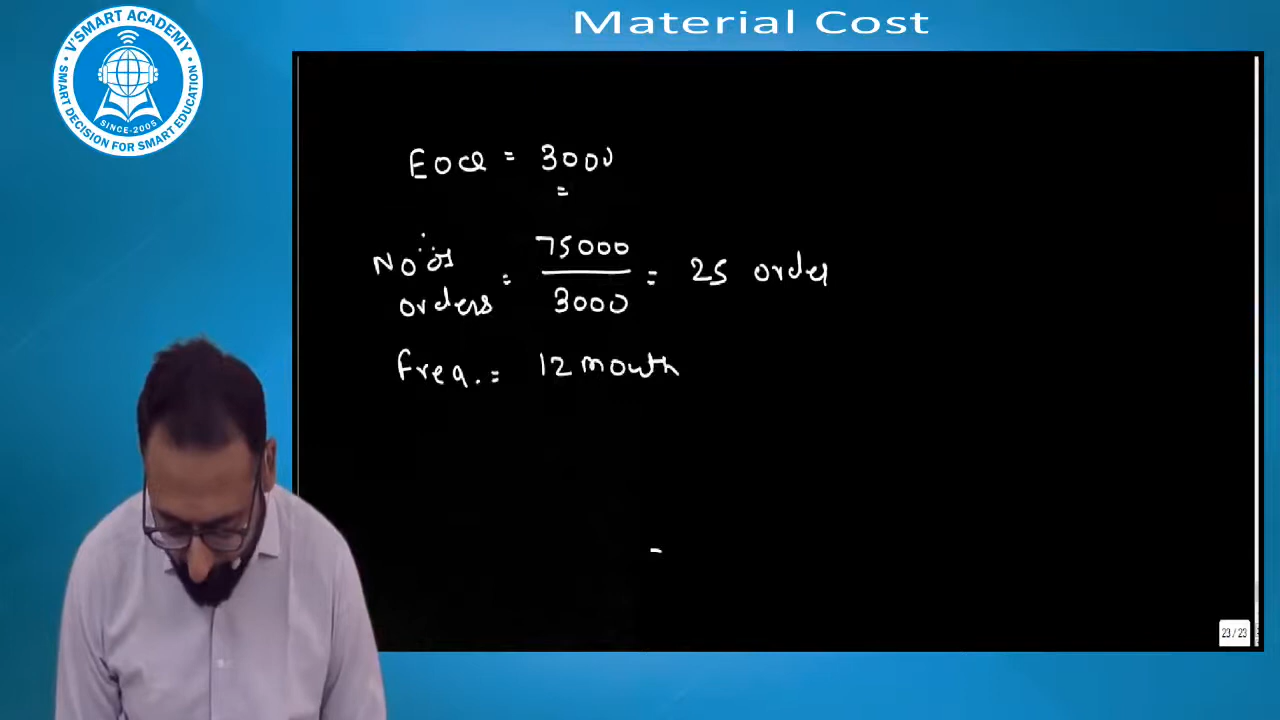 Material Cost
V'SMART ACADEMY
SINCE-2005
SMART DECISION FOR SMART EDUCATION
EOQ = 3000
=
∴
No of orders = 75000 / 3000 = 25 order
Freq. = 12 month
-
23 / 23